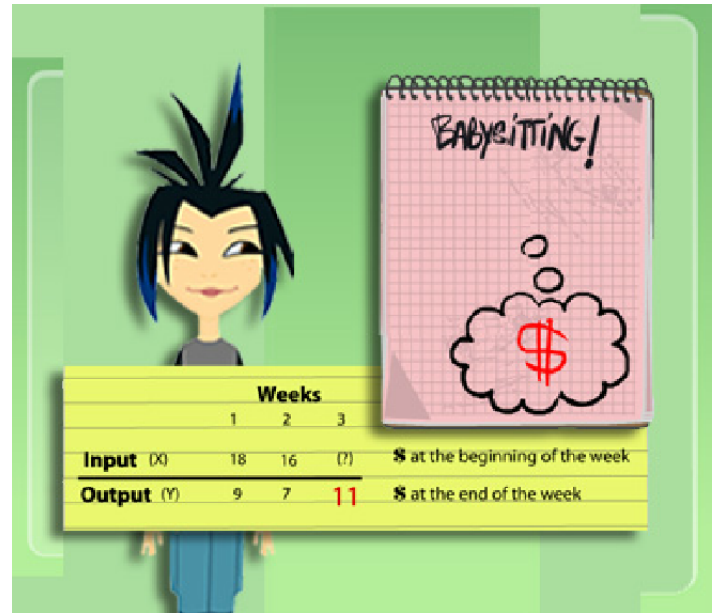 BABYSITTING!
$
Weeks
1 2 3
Input (X) 18 16 (?) $ at the beginning of the week
Output (Y) 9 7 11 $ at the end of the week